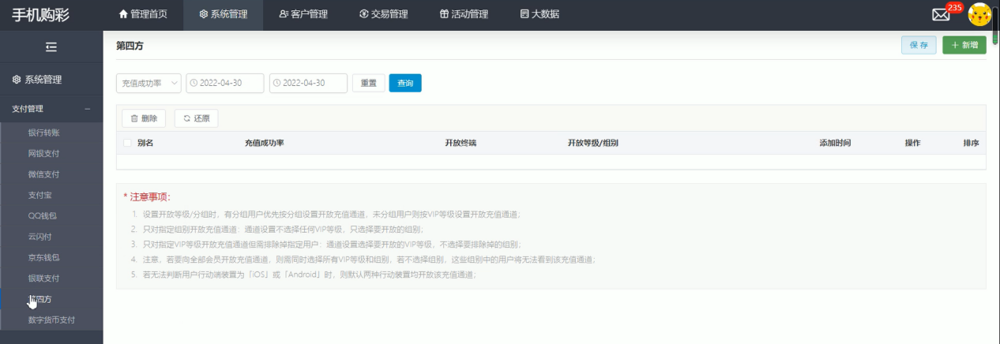 手机购彩 管理首页 系统管理 客户管理 交易管理 活动管理 大数据 235
第四方 保存 + 新增
系统管理
充值成功率 2022-04-30 2022-04-30 重置 查询
支付管理 −
删除 还原
银行转账
别名 充值成功率 开放终端 开放等级/组别 添加时间 操作 排序
网银支付
微信支付
支付宝
* 注意事项:
QQ钱包
1. 设置开放等级/分组时，有分组用户优先按分组设置开放充值通道，未分组用户则按VIP等级设置开放充值通道;
2. 只对指定组别开放充值通道：通道设置不选择任何VIP等级，只选择要开放的组别;
云闪付
3. 只对指定VIP等级开放充值通道但需排除掉指定用户：通道设置选择要开放的VIP等级，不选择要排除掉的组别;
京东钱包
4. 注意，若要向全部会员开放充值通道，则需同时选择所有VIP等级和组别，若不选择组别，这些组别中的用户将无法看到该充值通道;
5. 若无法判断用户行动端装置为「iOS」或「Android」时，则默认两种行动装置均开放该充值通道;
银联支付
第四方
数字货币支付